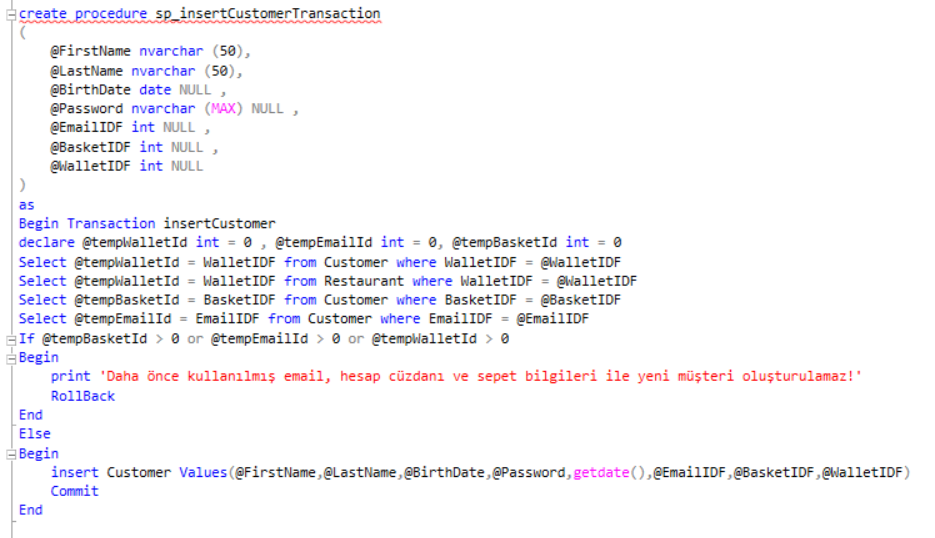 create procedure sp_insertCustomerTransaction
(
@FirstName nvarchar (50),
@LastName nvarchar (50),
@BirthDate date NULL ,
@Password nvarchar (MAX) NULL ,
@EmailIDF int NULL ,
@BasketIDF int NULL ,
@WalletIDF int NULL
)
as
Begin Transaction insertCustomer
declare @tempWalletId int = 0 , @tempEmailId int = 0, @tempBasketId int = 0
Select @tempWalletId = WalletIDF from Customer where WalletIDF = @WalletIDF
Select @tempWalletId = WalletIDF from Restaurant where WalletIDF = @WalletIDF
Select @tempBasketId = BasketIDF from Customer where BasketIDF = @BasketIDF
Select @tempEmailId = EmailIDF from Customer where EmailIDF = @EmailIDF
If @tempBasketId > 0 or @tempEmailId > 0 or @tempWalletId > 0
Begin
print 'Daha önce kullanılmış email, hesap cüzdanı ve sepet bilgileri ile yeni müşteri oluşturulamaz!'
RollBack
End
Else
Begin
insert Customer Values(@FirstName,@LastName,@BirthDate,@Password,getdate(),@EmailIDF,@BasketIDF,@WalletIDF)
Commit
End